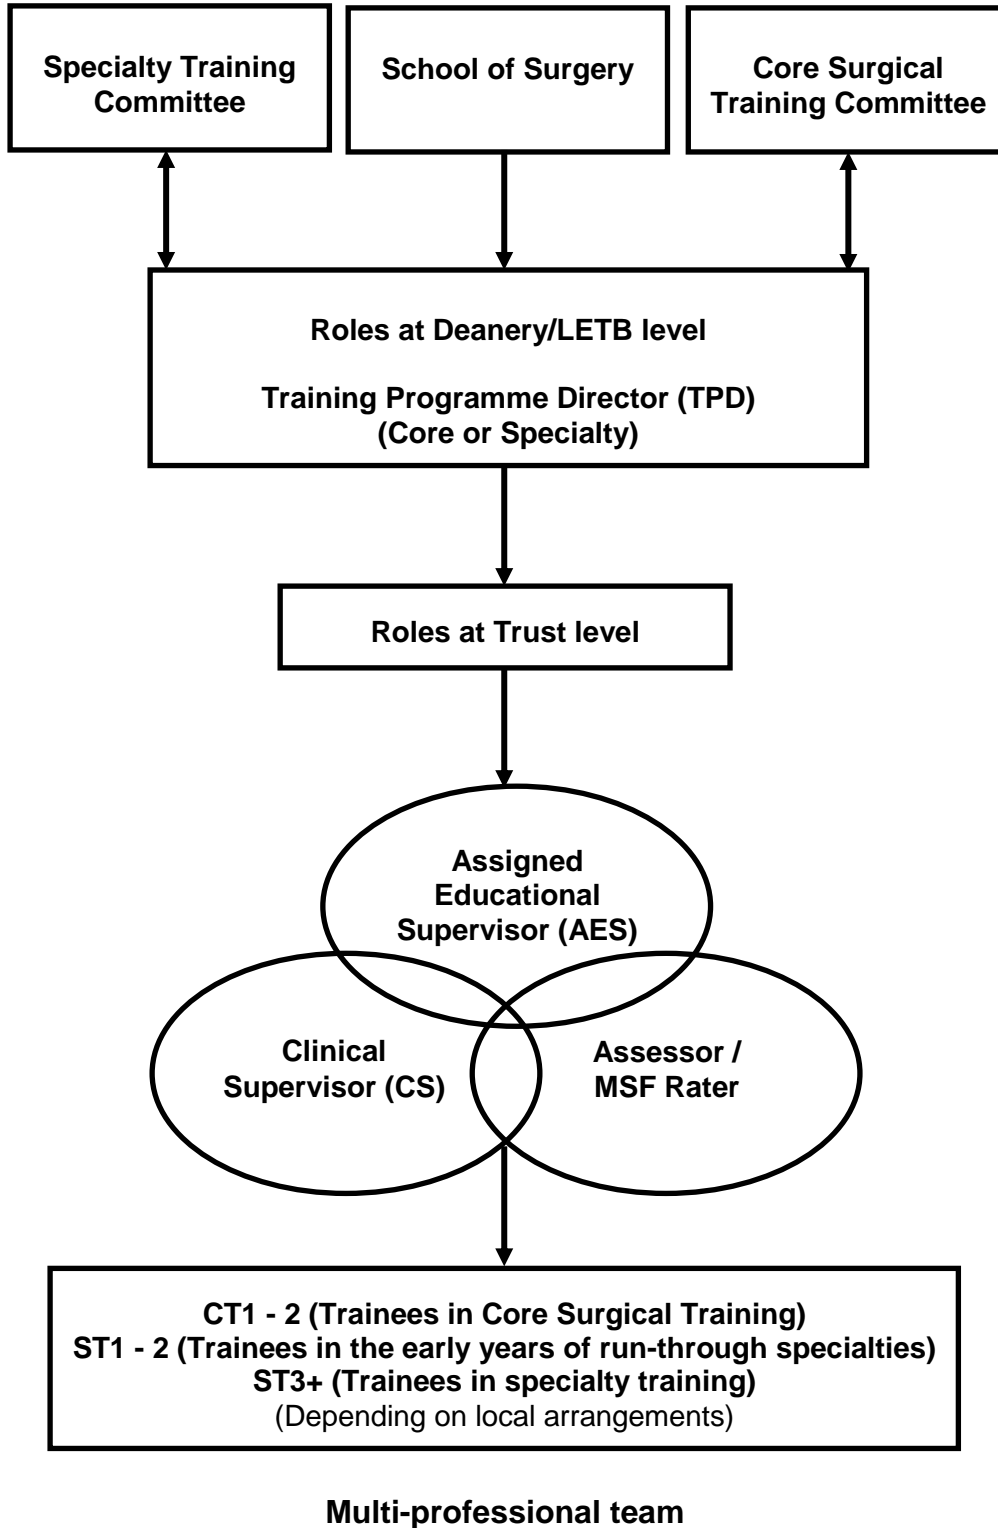 Specialty Training
Committee
School of Surgery
Core Surgical
Training Committee
Roles at Deanery/LETB level
Training Programme Director (TPD)
(Core or Specialty)
Roles at Trust level
Assigned
Educational
Supervisor (AES)
Clinical
Supervisor (CS)
Assessor /
MSF Rater
CT1 - 2 (Trainees in Core Surgical Training)
ST1 - 2 (Trainees in the early years of run-through specialties)
ST3+ (Trainees in specialty training)
(Depending on local arrangements)
Multi-professional team